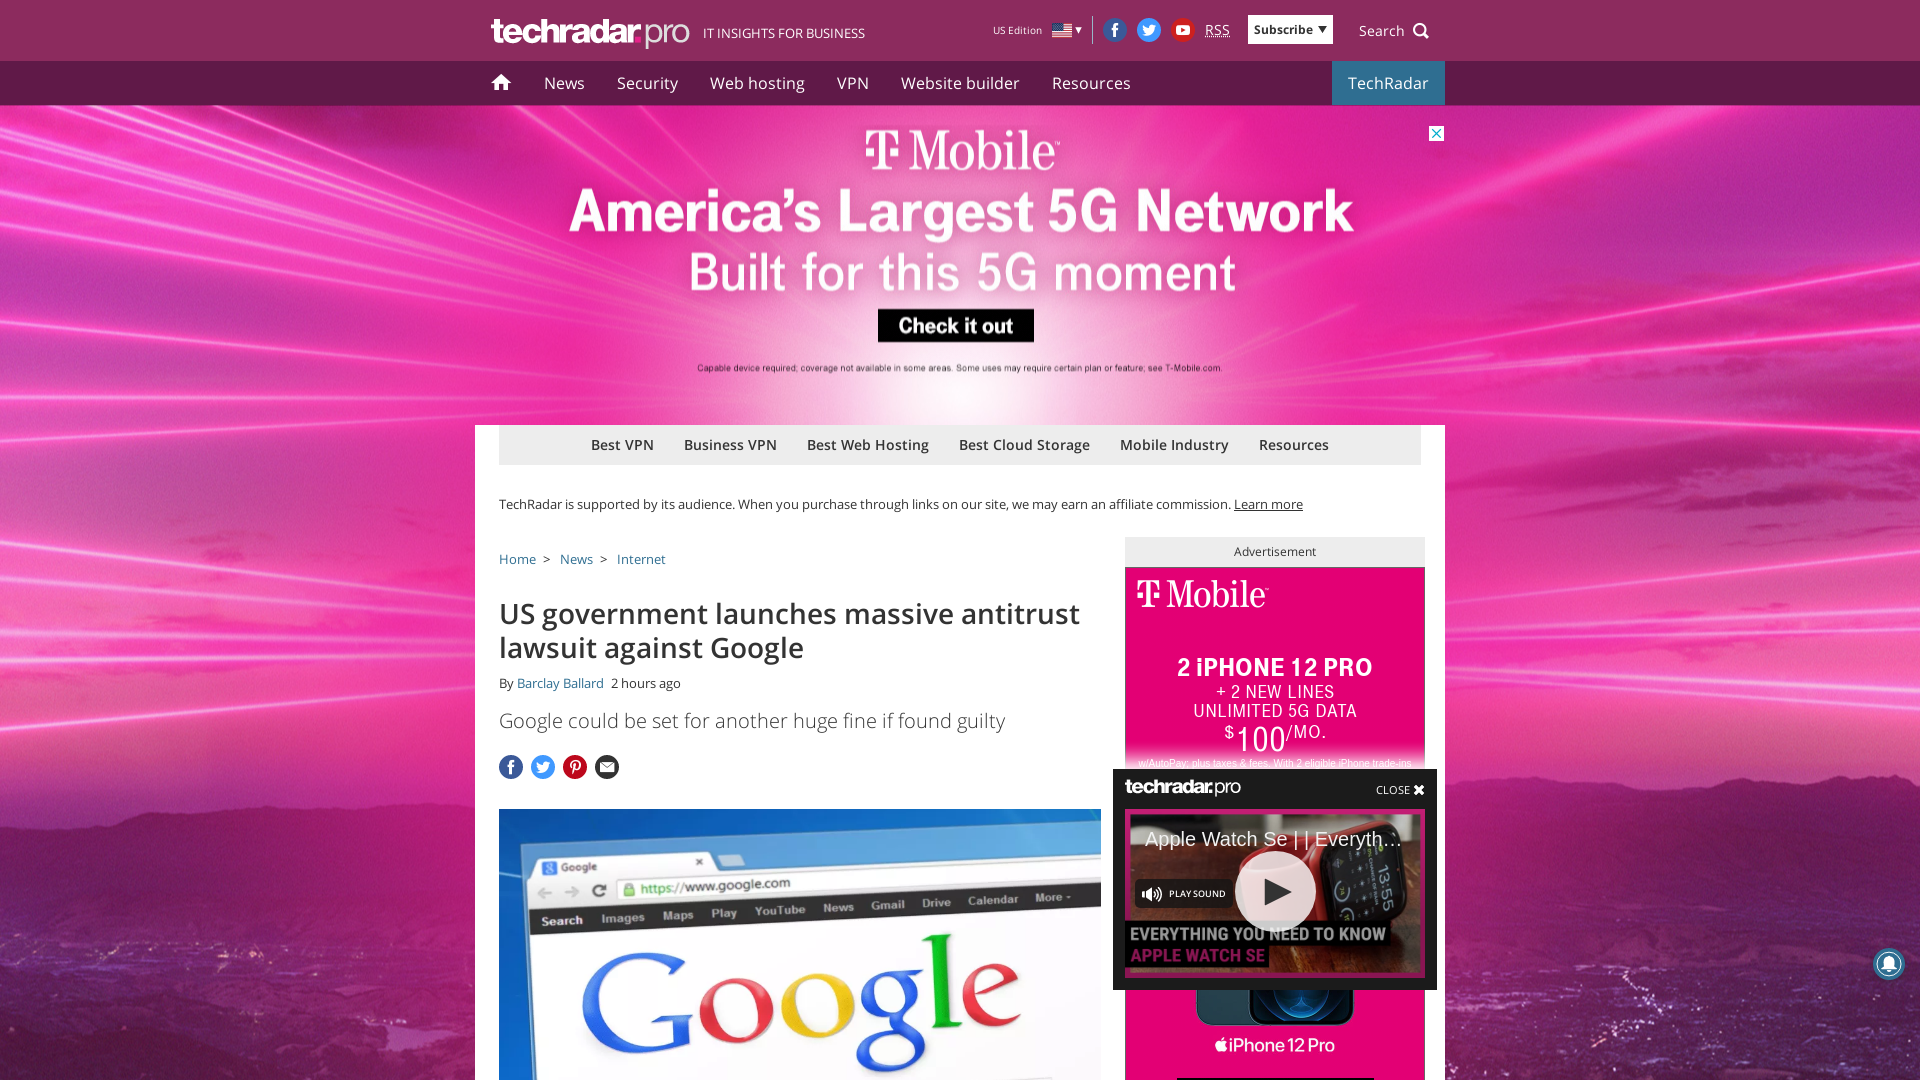 techradar.pro IT INSIGHTS FOR BUSINESS
US Edition ▼ RSS Subscribe ▼ Search
News Security Web hosting VPN Website builder Resources TechRadar
T Mobile™
America's Largest 5G Network
Built for this 5G moment
Check it out
Capable device required; coverage not available in some areas. Some uses may require certain plan or feature; see T-Mobile.com.
Best VPN Business VPN Best Web Hosting Best Cloud Storage Mobile Industry Resources
TechRadar is supported by its audience. When you purchase through links on our site, we may earn an affiliate commission. Learn more
Home > News > Internet
US government launches massive antitrust
lawsuit against Google
By Barclay Ballard 2 hours ago
Google could be set for another huge fine if found guilty
Google
https://www.google.com
Search Images Maps Play YouTube News Gmail Drive Calendar More
Google
Advertisement
T Mobile
2 iPHONE 12 PRO
+ 2 NEW LINES
UNLIMITED 5G DATA
$100/MO.
w/AutoPay; plus taxes & fees. With 2 eligible iPhone trade-ins
techradar.pro CLOSE ✖
Apple Watch Se | | Everyth…
PLAY SOUND
13:55
EVERYTHING YOU NEED TO KNOW
APPLE WATCH SE
iPhone 12 Pro